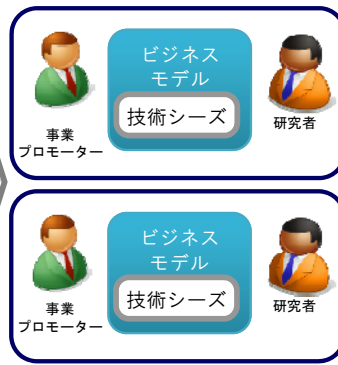 ビジネス
モデル
技術シーズ
事業
プロモーター
研究者
ビジネス
モデル
技術シーズ
事業
プロモーター
研究者